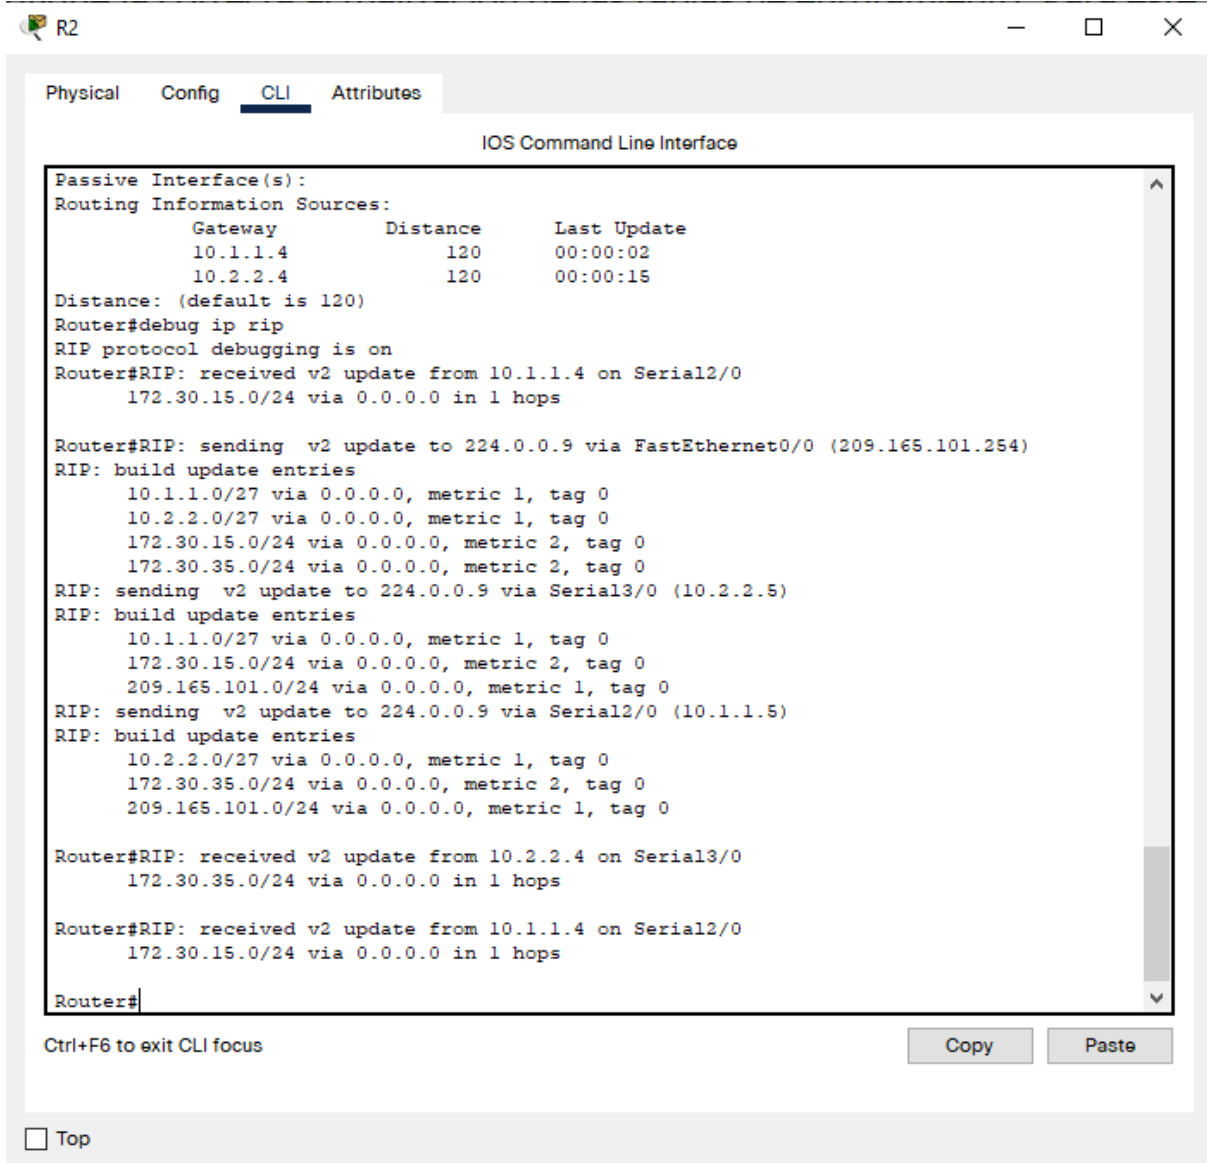 R2
Physical Config CLI Attributes
IOS Command Line Interface
Passive Interface(s):
Routing Information Sources:
Gateway Distance Last Update
10.1.1.4 120 00:00:02
10.2.2.4 120 00:00:15
Distance: (default is 120)
Router#debug ip rip
RIP protocol debugging is on
Router#RIP: received v2 update from 10.1.1.4 on Serial2/0
172.30.15.0/24 via 0.0.0.0 in 1 hops
Router#RIP: sending  v2 update to 224.0.0.9 via FastEthernet0/0 (209.165.101.254)
RIP: build update entries
10.1.1.0/27 via 0.0.0.0, metric 1, tag 0
10.2.2.0/27 via 0.0.0.0, metric 1, tag 0
172.30.15.0/24 via 0.0.0.0, metric 2, tag 0
172.30.35.0/24 via 0.0.0.0, metric 2, tag 0
RIP: sending  v2 update to 224.0.0.9 via Serial3/0 (10.2.2.5)
RIP: build update entries
10.1.1.0/27 via 0.0.0.0, metric 1, tag 0
172.30.15.0/24 via 0.0.0.0, metric 2, tag 0
209.165.101.0/24 via 0.0.0.0, metric 1, tag 0
RIP: sending  v2 update to 224.0.0.9 via Serial2/0 (10.1.1.5)
RIP: build update entries
10.2.2.0/27 via 0.0.0.0, metric 1, tag 0
172.30.35.0/24 via 0.0.0.0, metric 2, tag 0
209.165.101.0/24 via 0.0.0.0, metric 1, tag 0
Router#RIP: received v2 update from 10.2.2.4 on Serial3/0
172.30.35.0/24 via 0.0.0.0 in 1 hops
Router#RIP: received v2 update from 10.1.1.4 on Serial2/0
172.30.15.0/24 via 0.0.0.0 in 1 hops
Router#
Ctrl+F6 to exit CLI focus
Copy Paste
Top